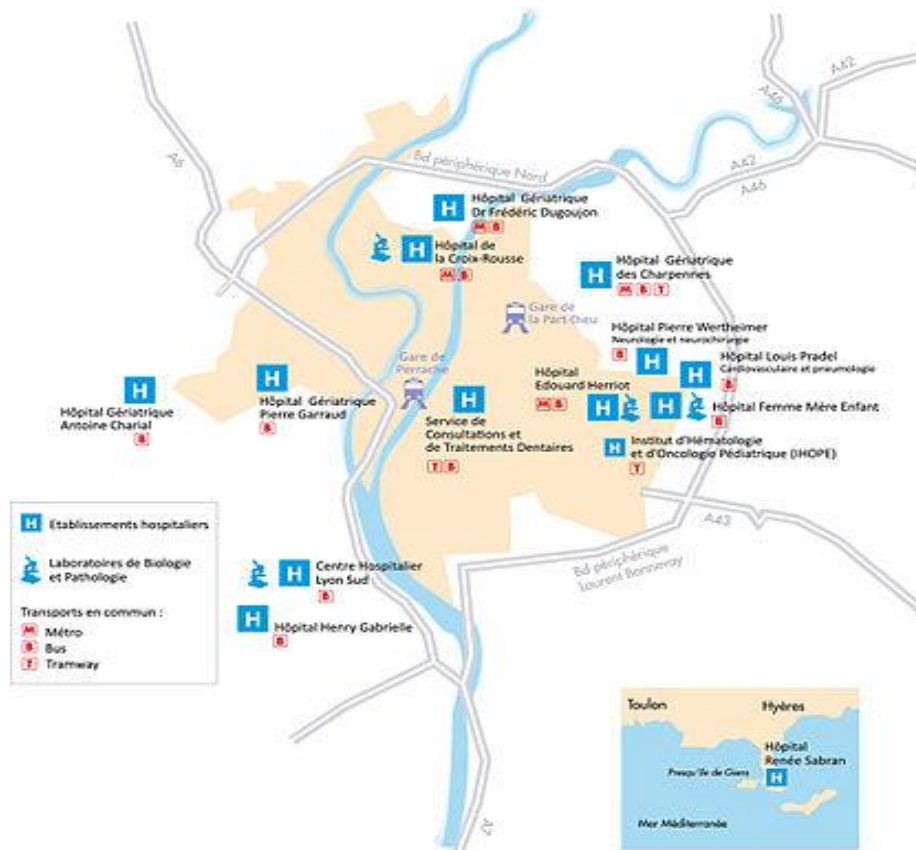 A6
A46
A42
Bd périphérique Nord
A42
A46
H
Hôpital Gériatrique
Dr Frédéric Dugoujon
M B
H
Hôpital de
la Croix-Rousse
M B
H
Hôpital Gériatrique
des Charpennes
M B T
Gare de
la Part-Dieu
Hôpital Pierre Wertheimer
Neurologie et neurochirurgie
B
H
H
Hôpital Louis Pradel
Cardiovasculaire et pneumologie
B
Gare de
Perrache
Hôpital
Edouard Herriot
M B
H
H
Hôpital Femme Mère Enfant
B
H
Hôpital Gériatrique
Antoine Charial
B
H
Hôpital Gériatrique
Pierre Garraud
B
H
Service de
Consultations et
de Traitements Dentaires
T B
H
Institut d'Hématologie
et d'Oncologie Pédiatrique (IHOPE)
T
A43
Bd périphérique
Laurent Bonnevay
H
Centre Hospitalier
Lyon Sud
B
H
Hôpital Henry Gabrielle
B
A7
H Etablissements hospitaliers
Laboratoires de Biologie
et Pathologie
Transports en commun :
M Métro
B Bus
T Tramway
Toulon
Hyères
Hôpital
Renée Sabran
H
Presqu'île de Giens
Mer Méditerranée